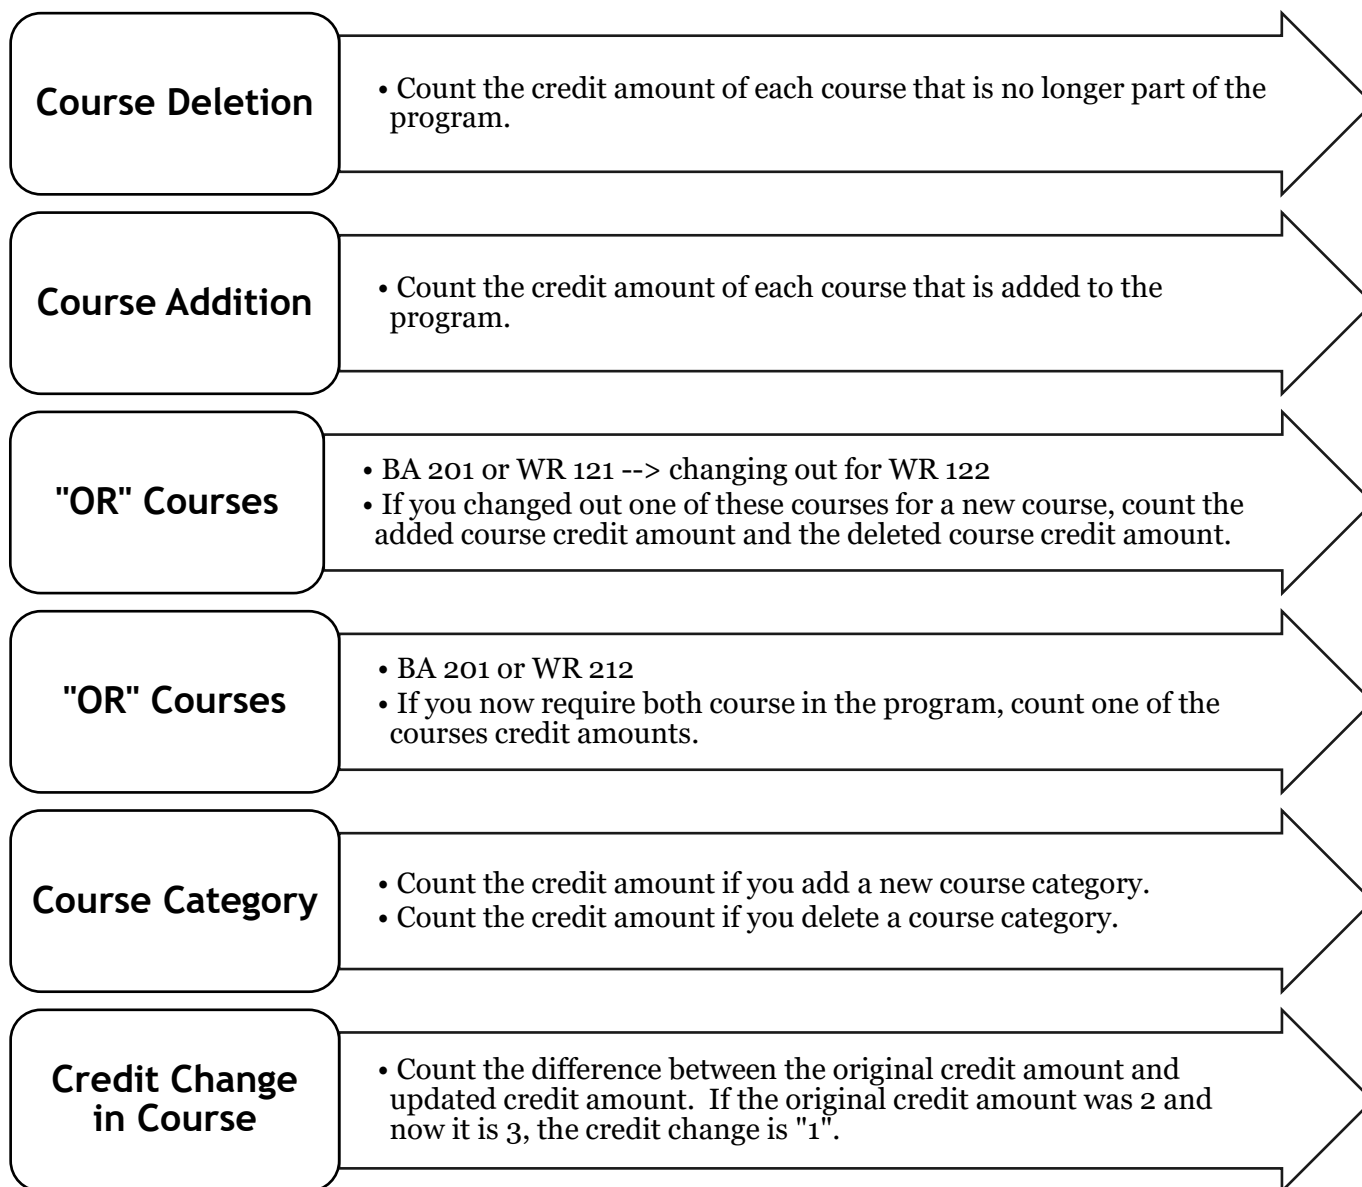 Course Deletion
• Count the credit amount of each course that is no longer part of the
program.
Course Addition
• Count the credit amount of each course that is added to the
program.
"OR" Courses
• BA 201 or WR 121 --> changing out for WR 122
• If you changed out one of these courses for a new course, count the
added course credit amount and the deleted course credit amount.
"OR" Courses
• BA 201 or WR 212
• If you now require both course in the program, count one of the
courses credit amounts.
Course Category
• Count the credit amount if you add a new course category.
• Count the credit amount if you delete a course category.
Credit Change
in Course
• Count the difference between the original credit amount and
updated credit amount.  If the original credit amount was 2 and
now it is 3, the credit change is "1".